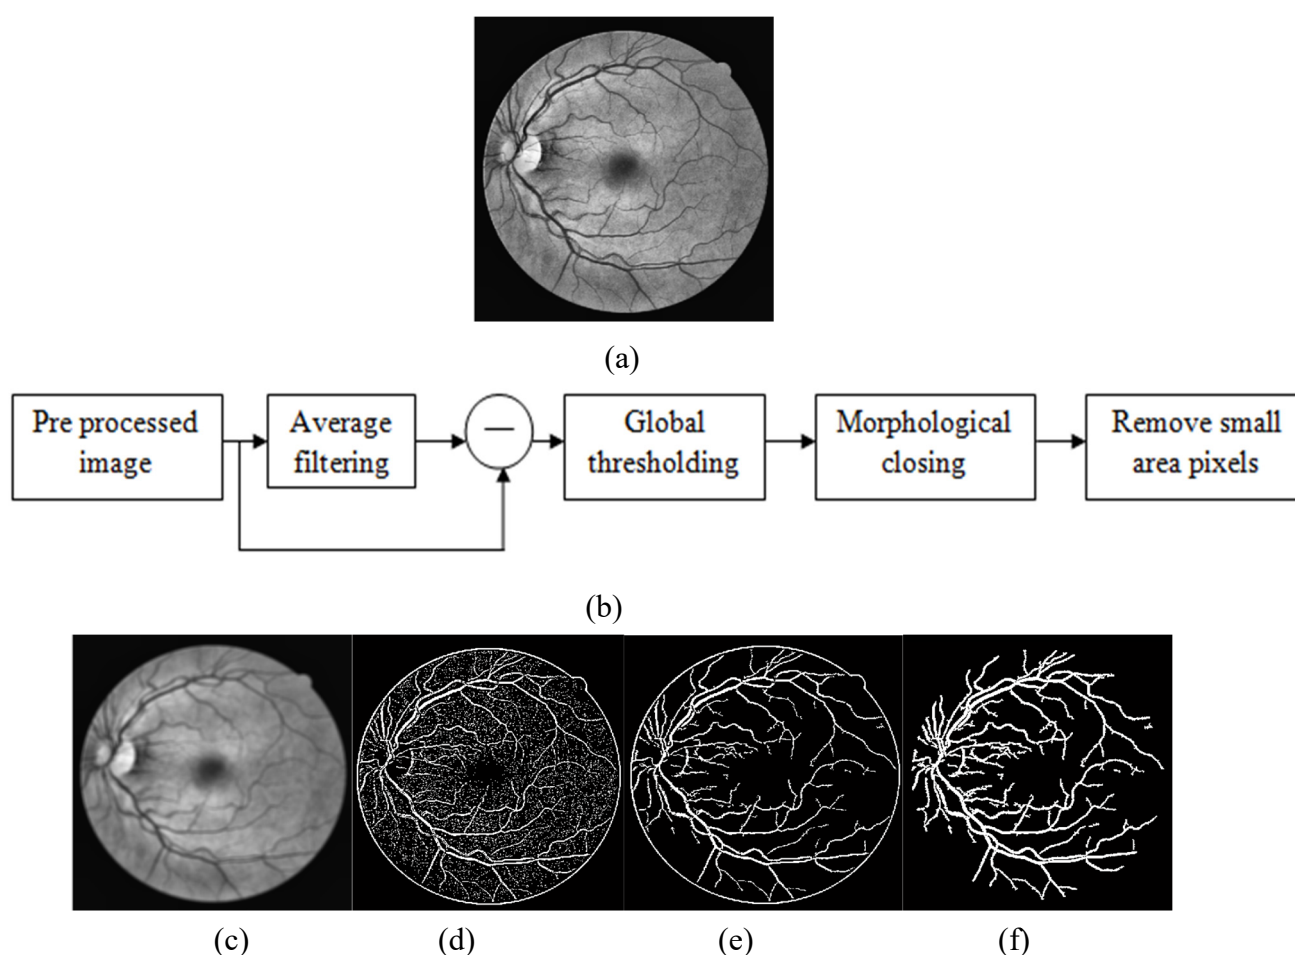 (a)
Pre processed
image
Average
filtering
—
Global
thresholding
Morphological
closing
Remove small
area pixels
(b)
(c)
(d)
(e)
(f)